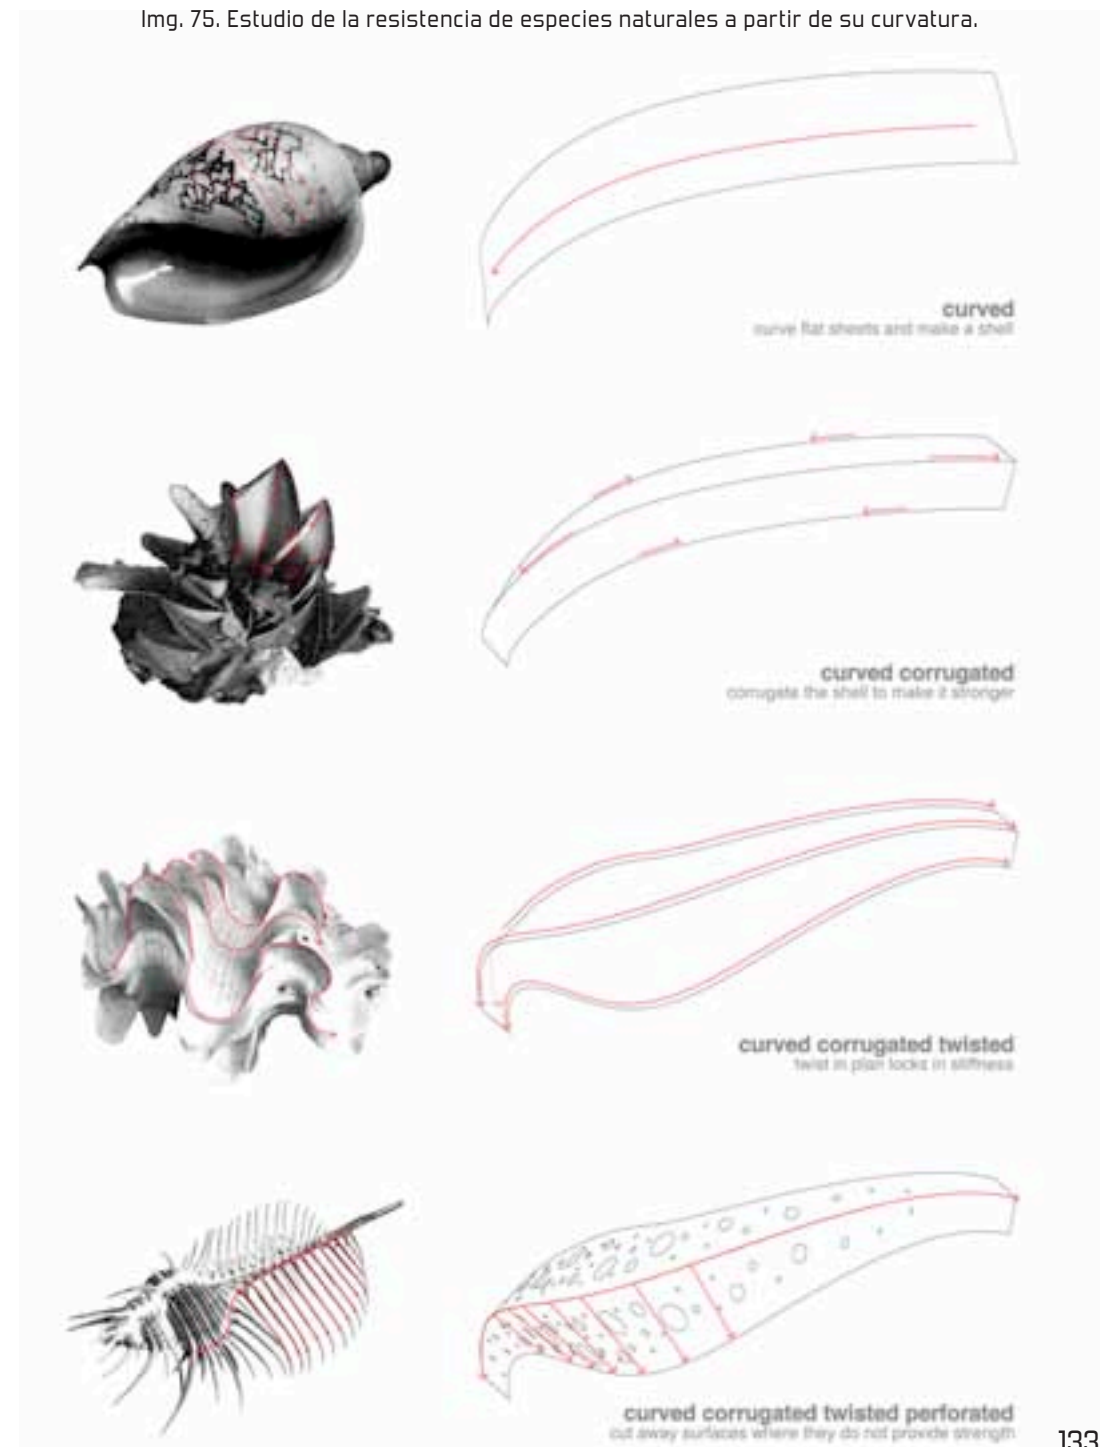 Img. 75. Estudio de la resistencia de especies naturales a partir de su curvatura.
curved
curve flat sheets and make a shell
curved corrugated
corrugate the shell to make it stronger
curved corrugated twisted
twist in plan locks in stiffness
curved corrugated twisted perforated
cut away surfaces where they do not provide strength
133